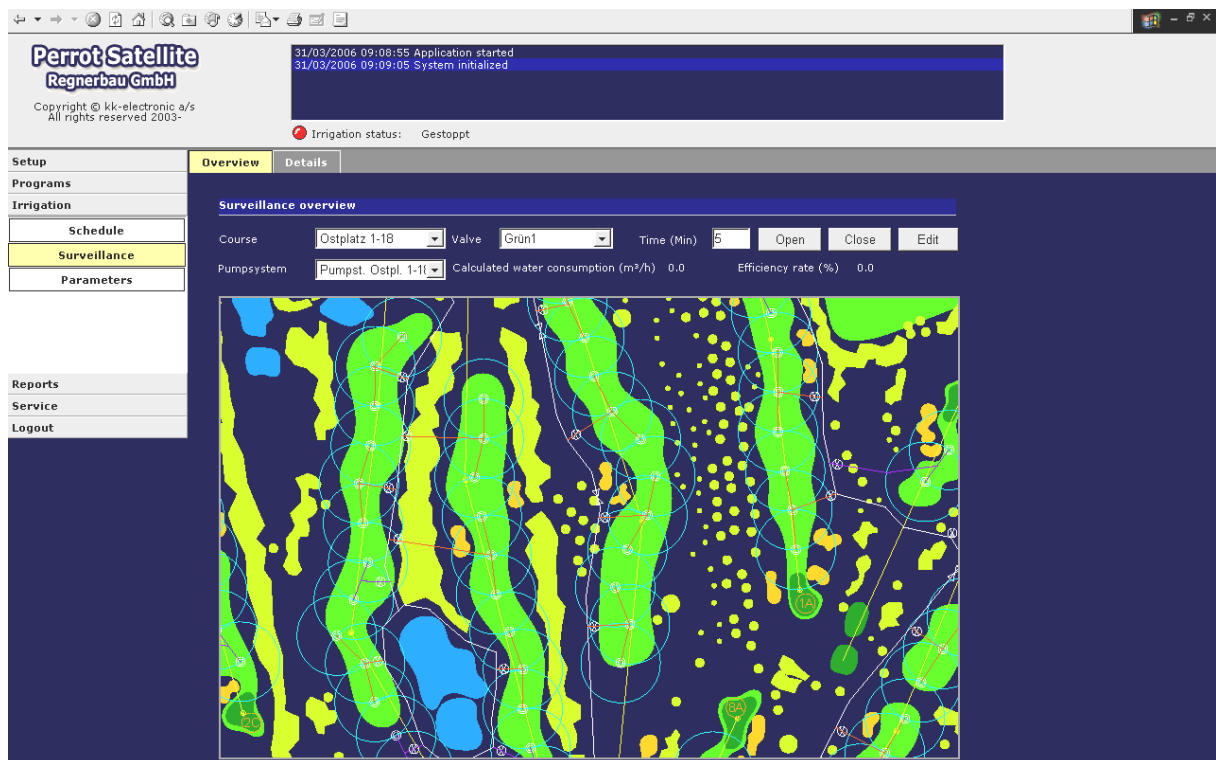 Perrot Satellite
Regnerbau GmbH
Copyright © kk-electronic a/s
All rights reserved 2003-
31/03/2006 09:08:55 Application started
31/03/2006 09:09:05 System initialized
Irrigation status: Gestoppt
Setup
Programs
Irrigation
Schedule
Surveillance
Parameters
Reports
Service
Logout
Overview Details
Surveillance overview
Course Ostplatz 1-18 Valve Grün1 Time (Min) 5 Open Close Edit
Pumpsystem Pumpst. Ostpl. 1-18 Calculated water consumption (m³/h) 0.0 Efficiency rate (%) 0.0
1A
2C
8A